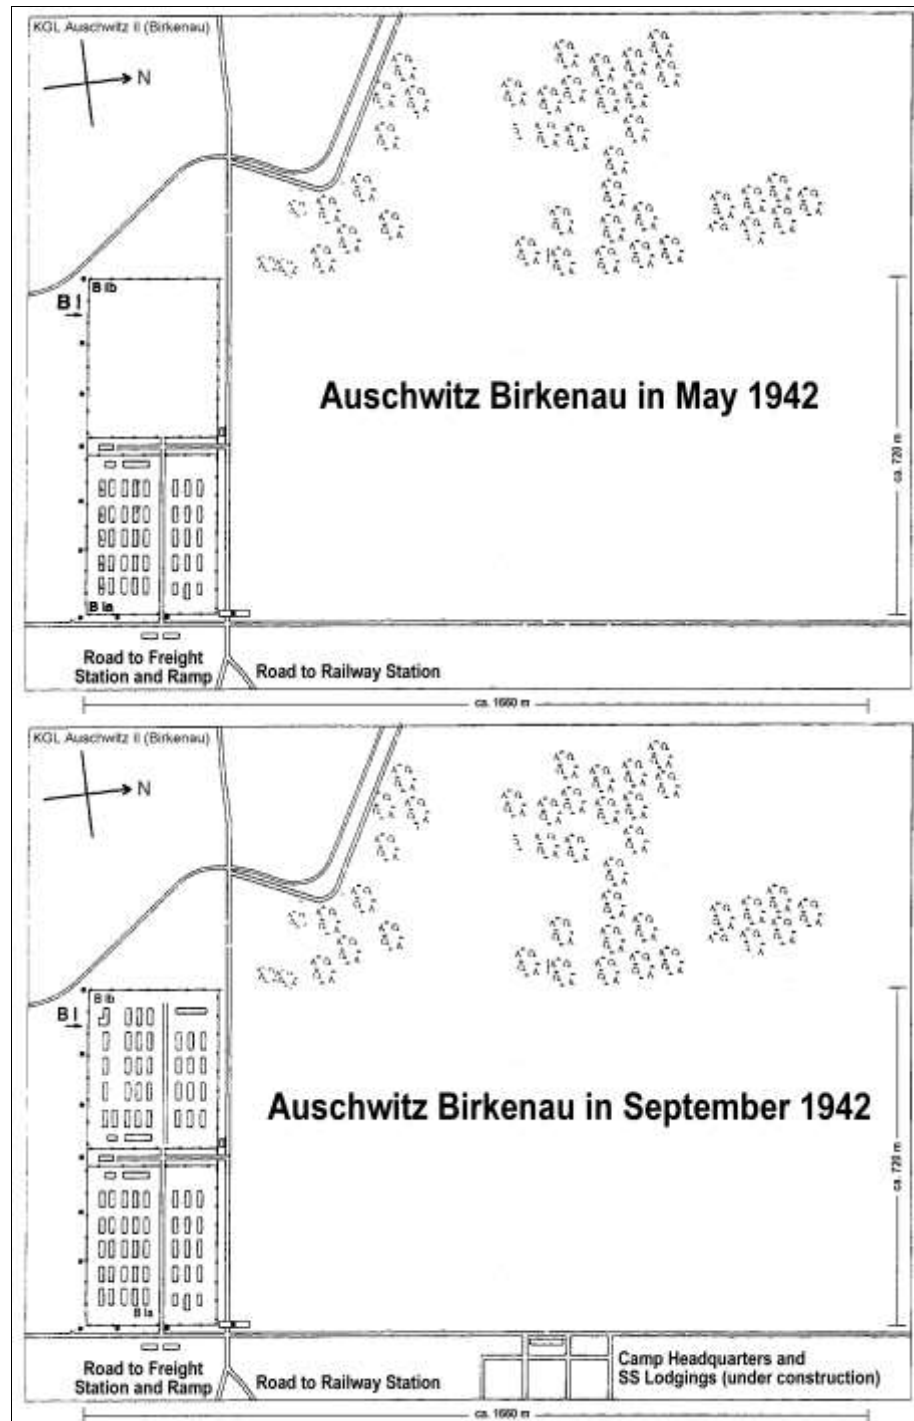 KGL Auschwitz II (Birkenau)
N
B Ib
B I
Auschwitz Birkenau in May 1942
ca. 720 m
B Ia
Road to Freight
Station and Ramp
Road to Railway Station
ca. 1660 m
KGL Auschwitz II (Birkenau)
N
B Ib
B I
Auschwitz Birkenau in September 1942
ca. 720 m
B Ia
Road to Freight
Station and Ramp
Road to Railway Station
Camp Headquarters and
SS Lodgings (under construction)
ca. 1660 m